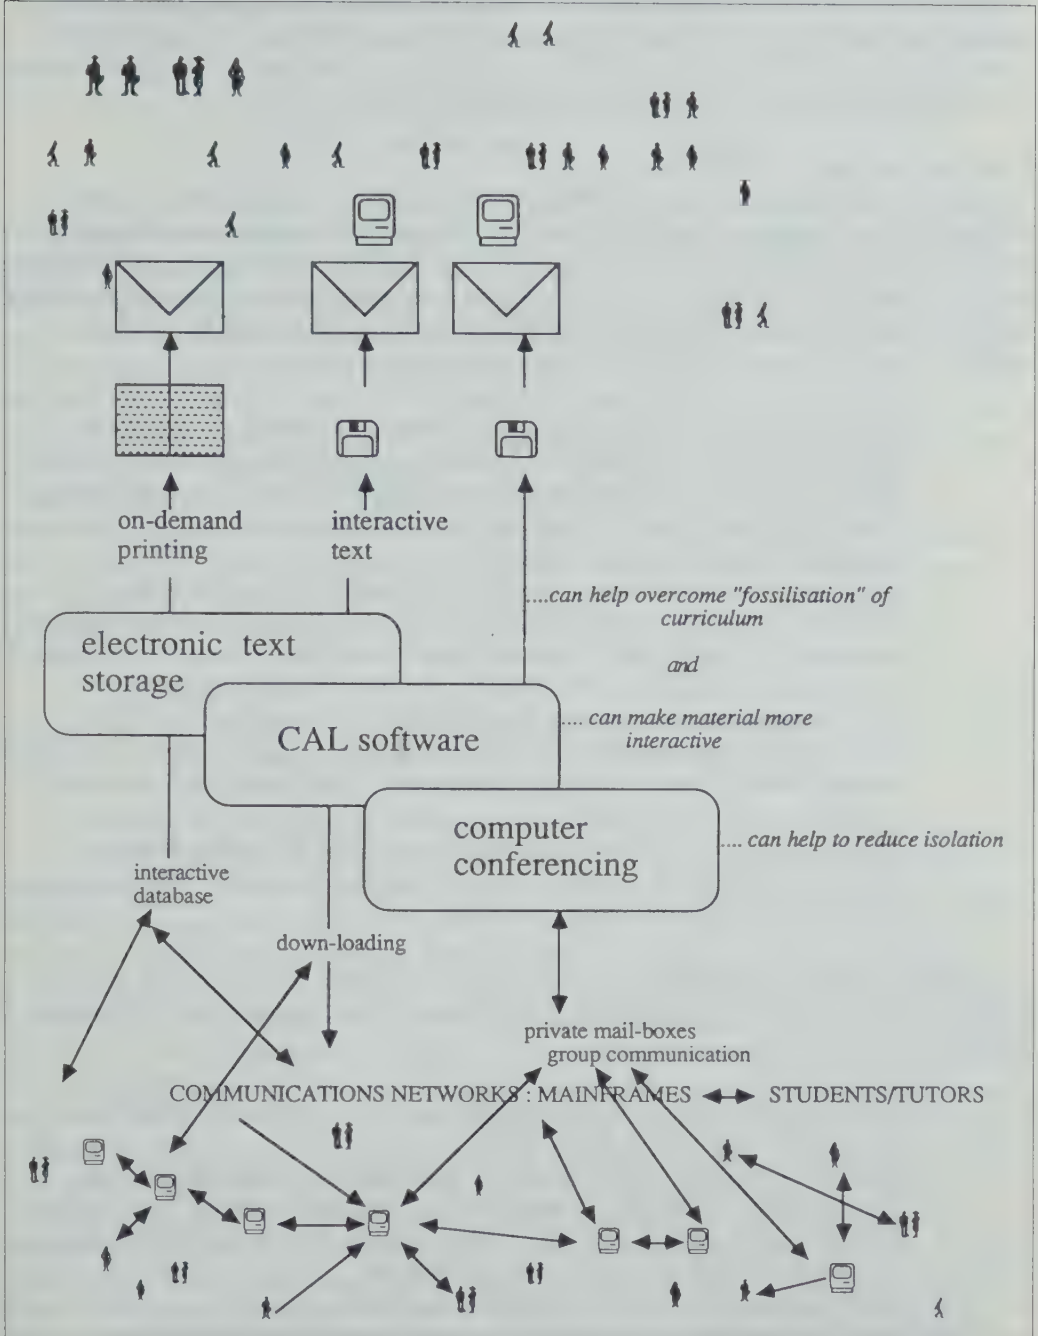 on-demand
printing
interactive
text
....can help overcome "fossilisation" of
curriculum
and
electronic text
storage
.... can make material more
interactive
CAL software
computer
conferencing
.... can help to reduce isolation
interactive
database
down-loading
private mail-boxes
group communication
COMMUNICATIONS NETWORKS : MAINFRAMES STUDENTS/TUTORS